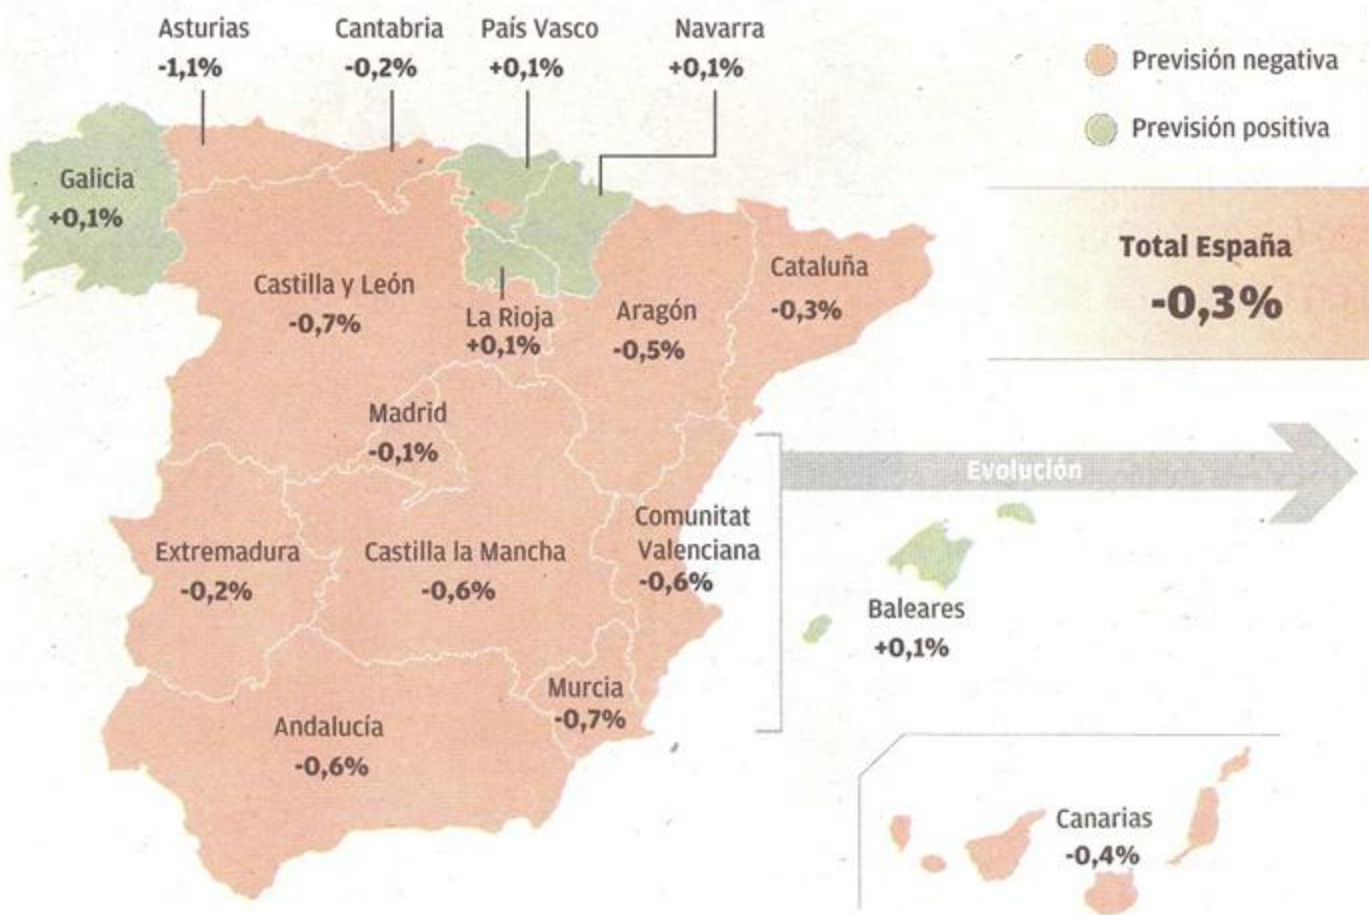 Asturias
-1,1%
Cantabria
-0,2%
País Vasco
+0,1%
Navarra
+0,1%
Previsión negativa
Previsión positiva
Galicia
+0,1%
Total España
-0,3%
Castilla y León
-0,7%
La Rioja
+0,1%
Aragón
-0,5%
Cataluña
-0,3%
Madrid
-0,1%
Evolución
Extremadura
-0,2%
Castilla la Mancha
-0,6%
Comunitat
Valenciana
-0,6%
Baleares
+0,1%
Murcia
-0,7%
Andalucía
-0,6%
Canarias
-0,4%